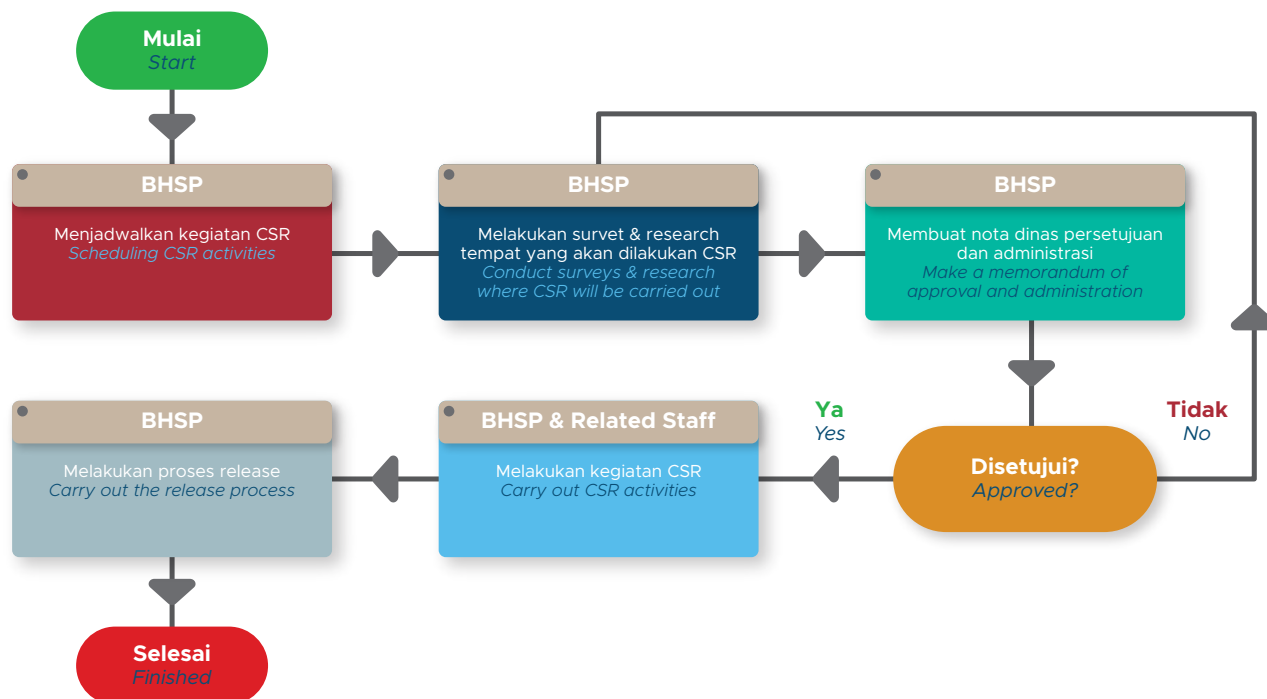 Mulai
Start
BHSP
Menjadwalkan kegiatan CSR
Scheduling CSR activities
BHSP
Melakukan survet & research
tempat yang akan dilakukan CSR
Conduct surveys & research
where CSR will be carried out
BHSP
Membuat nota dinas persetujuan
dan administrasi
Make a memorandum of
approval and administration
Disetujui?
Approved?
Tidak
No
Ya
Yes
BHSP & Related Staff
Melakukan kegiatan CSR
Carry out CSR activities
BHSP
Melakukan proses release
Carry out the release process
Selesai
Finished